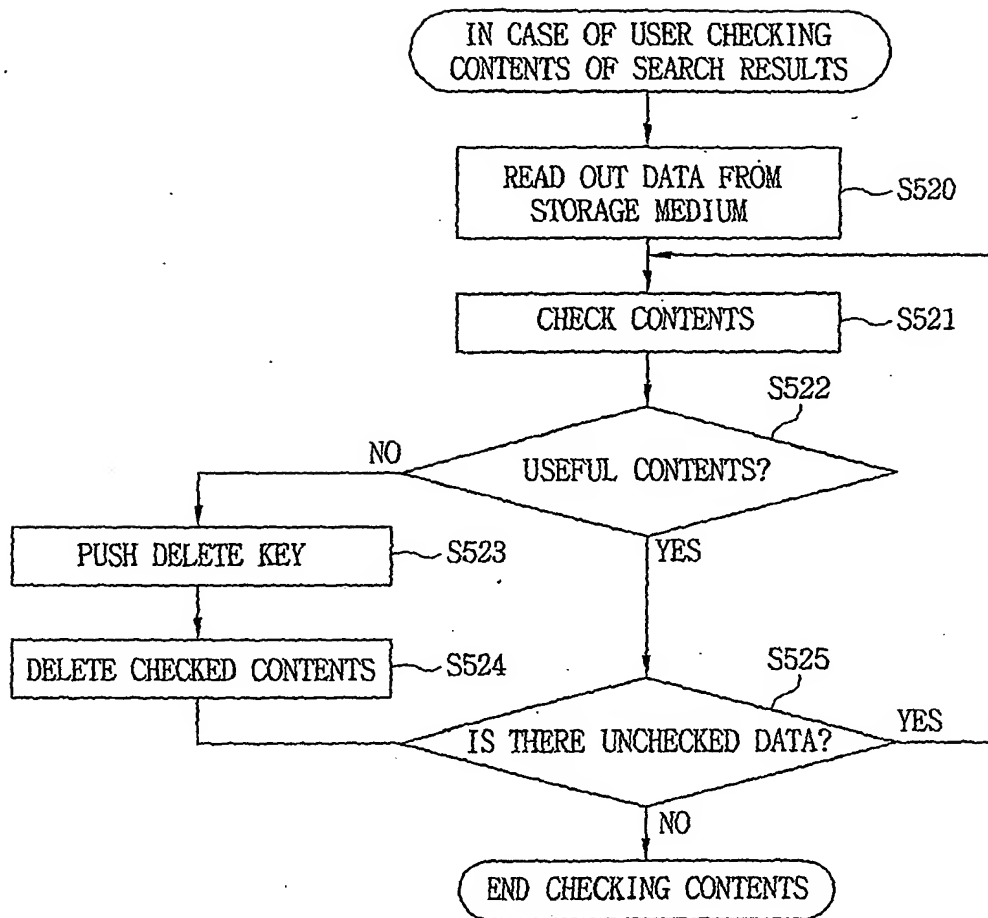 IN CASE OF USER CHECKING
CONTENTS OF SEARCH RESULTS
READ OUT DATA FROM
STORAGE MEDIUM
S520
CHECK CONTENTS
S521
S522
NO
USEFUL CONTENTS?
PUSH DELETE KEY
S523
YES
DELETE CHECKED CONTENTS
S524
S525
YES
IS THERE UNCHECKED DATA?
NO
END CHECKING CONTENTS